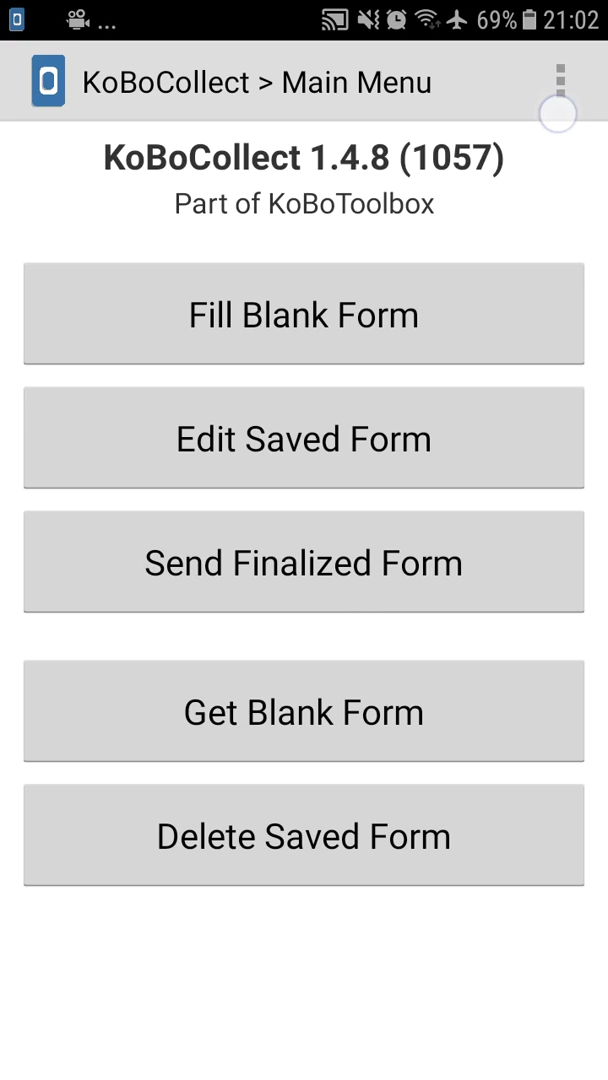 ... 69% 21:02
KoBoCollect > Main Menu
KoBoCollect 1.4.8 (1057)
Part of KoBoToolbox
Fill Blank Form
Edit Saved Form
Send Finalized Form
Get Blank Form
Delete Saved Form